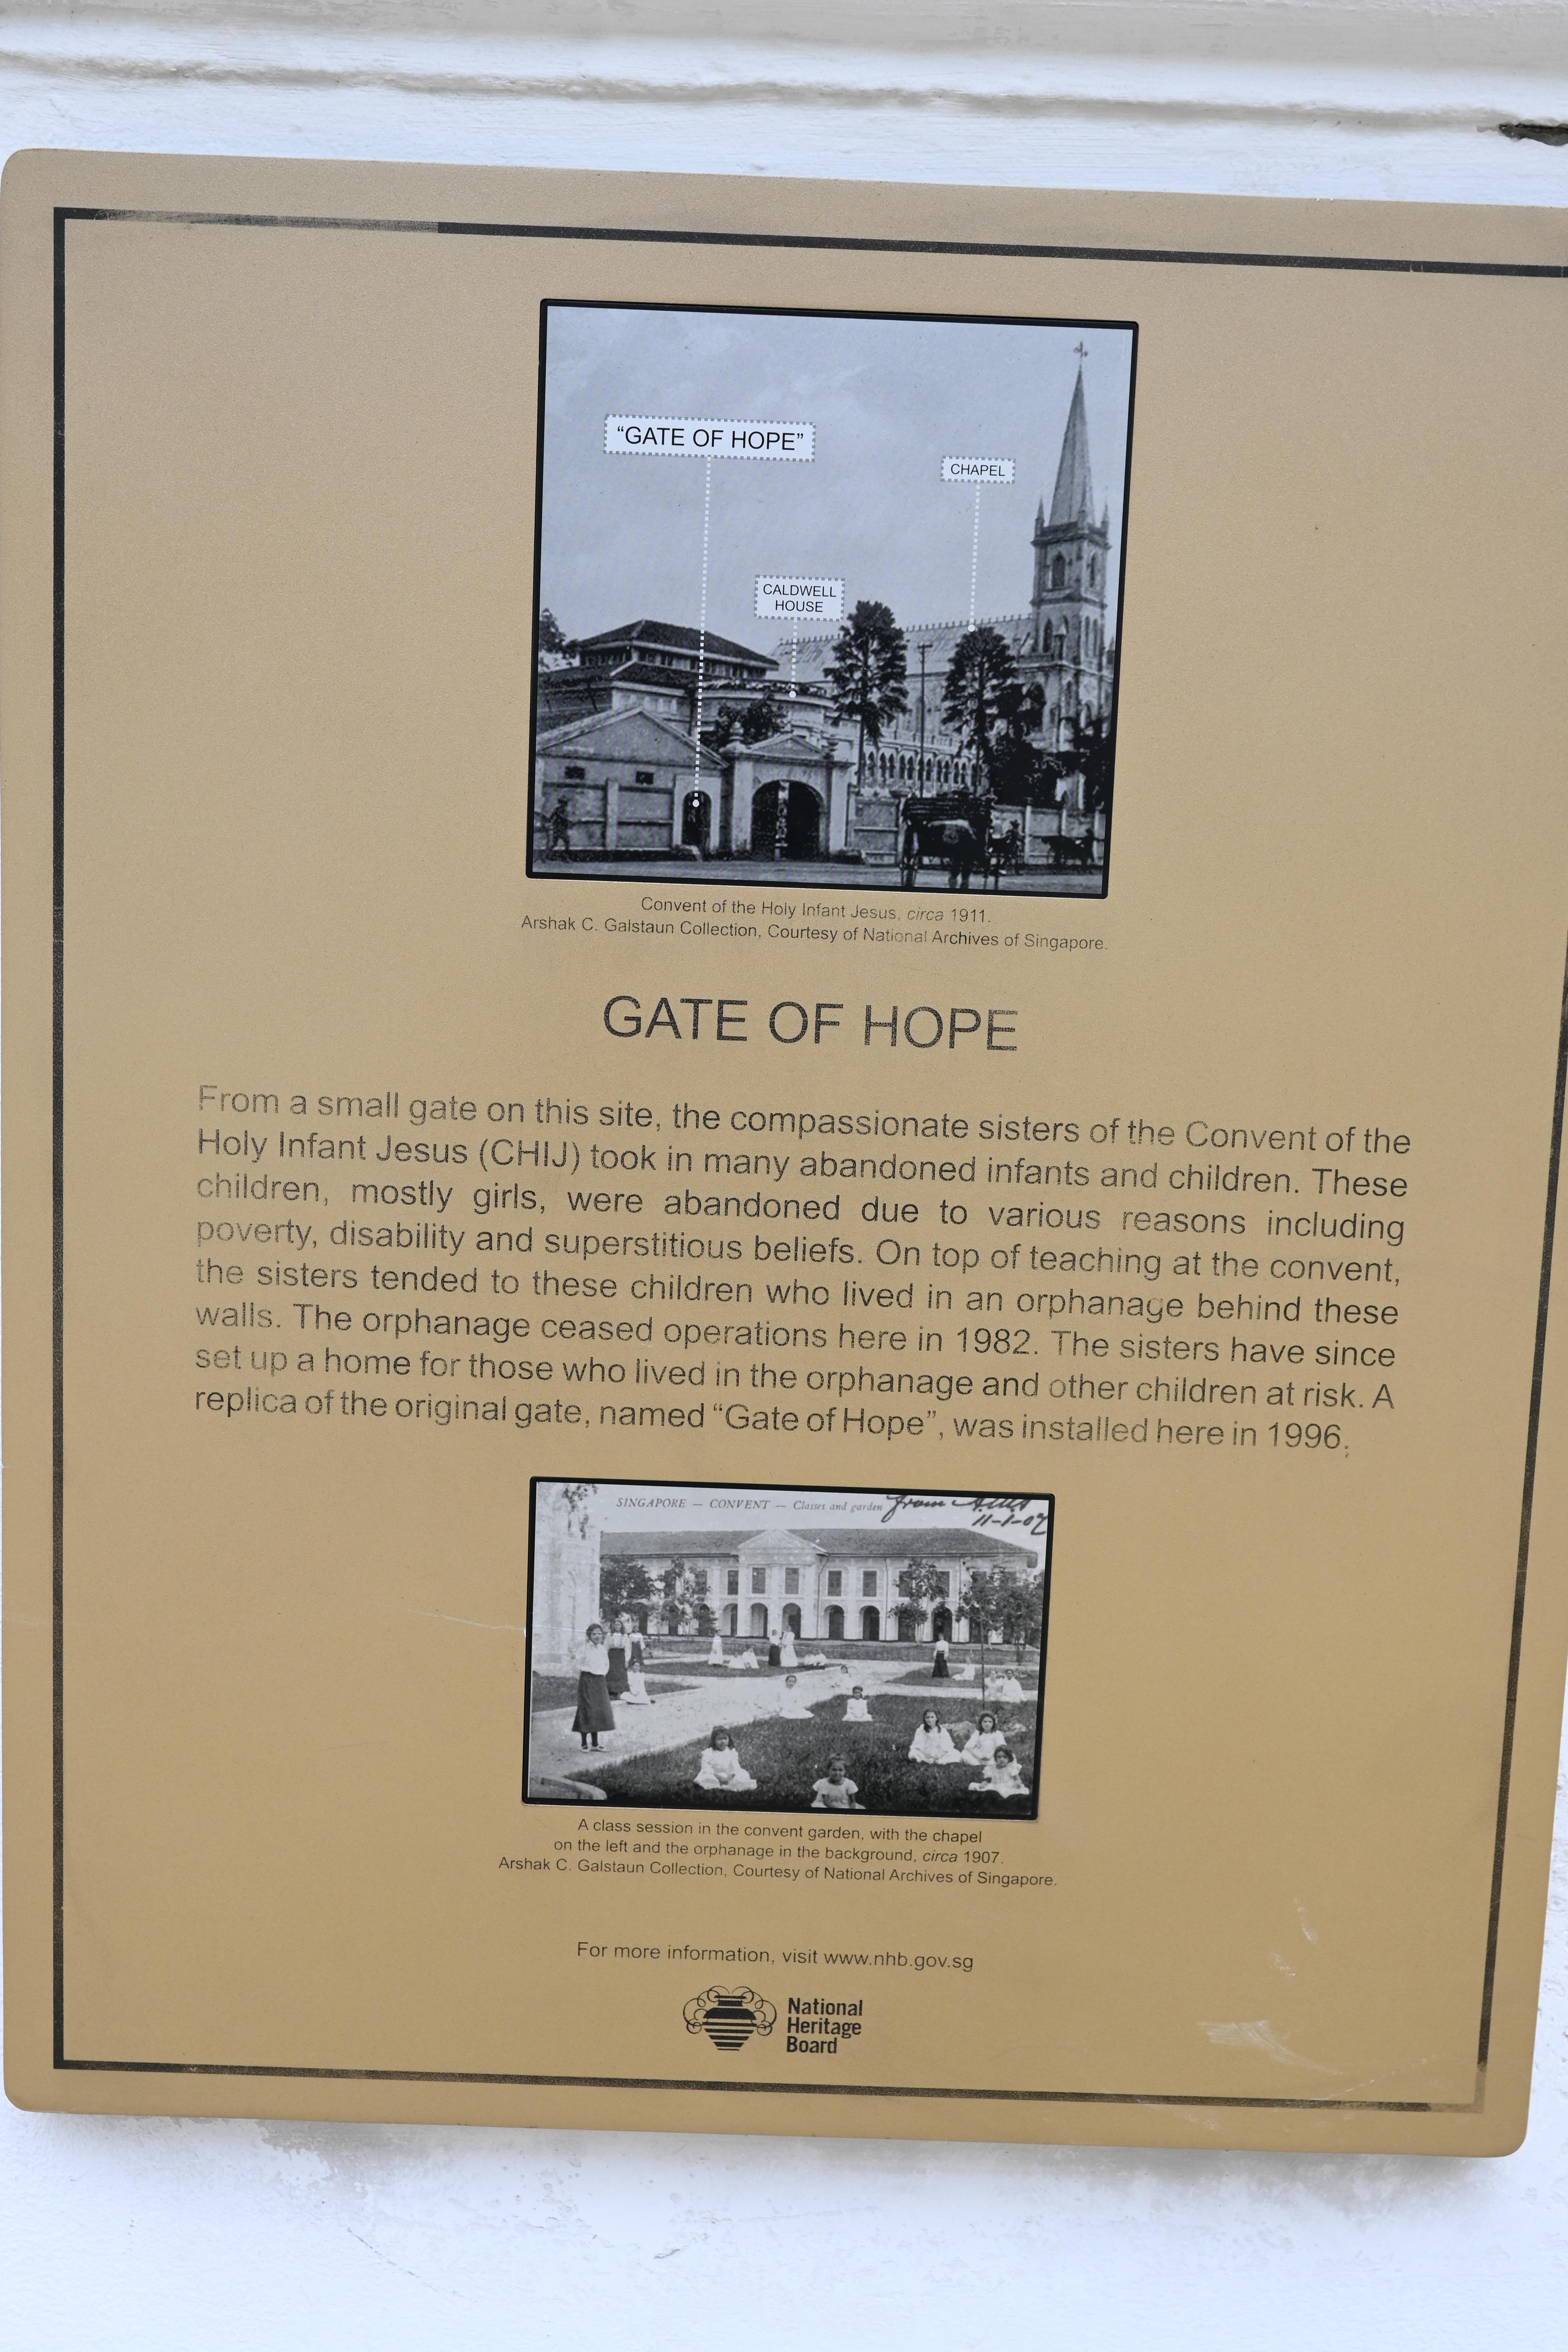 “GATE OF HOPE”
CHAPEL
CALDWELL
HOUSE
Convent of the Holy Infant Jesus, circa 1911.
Arshak C. Galstaun Collection, Courtesy of National Archives of Singapore.
GATE OF HOPE
From a small gate on this site, the compassionate sisters of the Convent of the
Holy Infant Jesus (CHIJ) took in many abandoned infants and children. These
children, mostly girls, were abandoned due to various reasons including
poverty, disability and superstitious beliefs. On top of teaching at the convent,
the sisters tended to these children who lived in an orphanage behind these
walls. The orphanage ceased operations here in 1982. The sisters have since
set up a home for those who lived in the orphanage and other children at risk. A
replica of the original gate, named “Gate of Hope”, was installed here in 1996.
SINGAPORE — CONVENT — Classes and garden
from
11-1-07
A class session in the convent garden, with the chapel
on the left and the orphanage in the background, circa 1907.
Arshak C. Galstaun Collection, Courtesy of National Archives of Singapore.
For more information, visit www.nhb.gov.sg
National
Heritage
Board